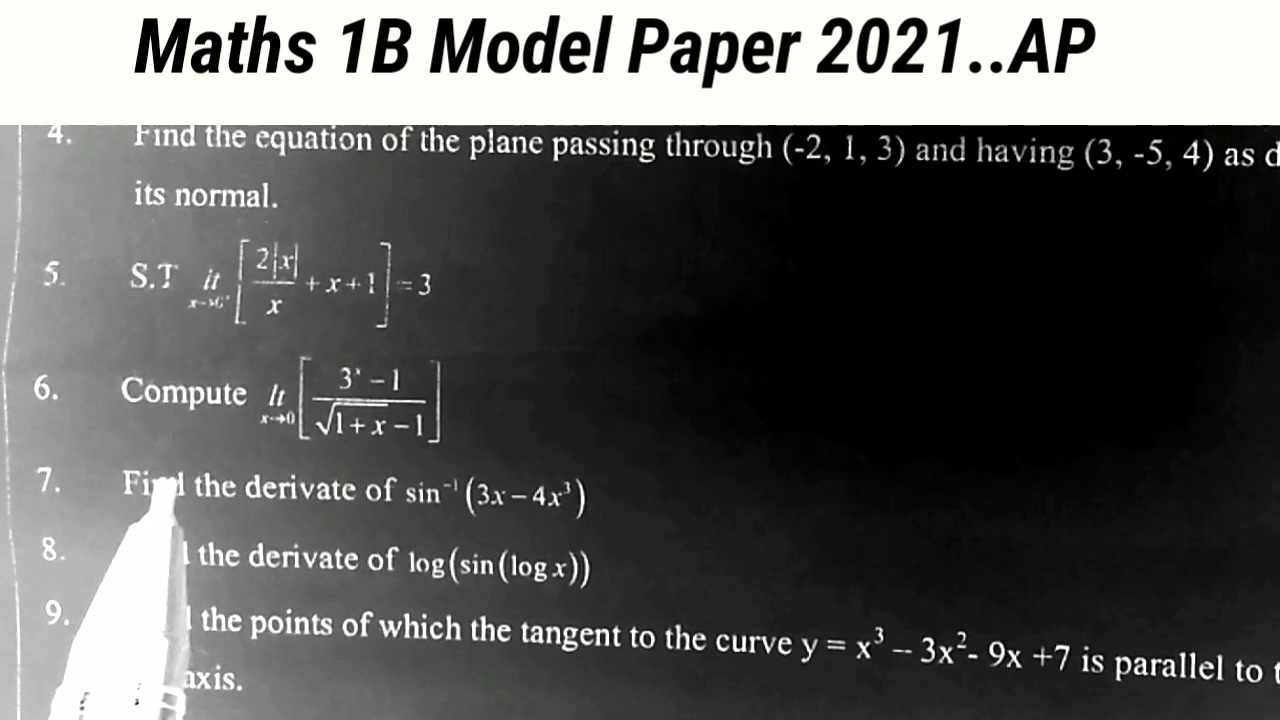 Maths 1B Model Paper 2021..AP
4. Find the equation of the plane passing through (-2, 1, 3) and having (3, -5, 4) as d
its normal.
5. S.T lt x→0⁺ [2|x|/x + x + 1] = 3
6. Compute lt x→0 [(3ˣ – 1)/(√1+x – 1)]
7. Find the derivate of sin⁻¹(3x – 4x³)
8. the derivate of log(sin(log x))
9. the points of which the tangent to the curve y = x³ -- 3x²- 9x +7 is parallel to t
axis.